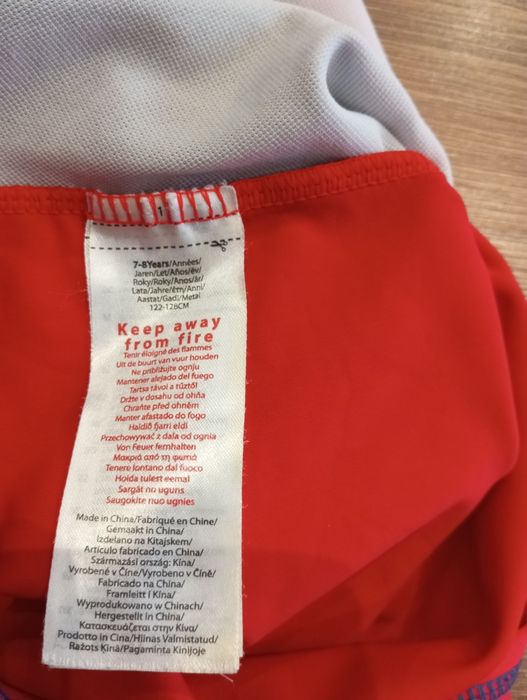 1
7-8Years/Années/
Jaren/Let/Años/év/
Roky/Roky/Anos/ár/
Lata/Jahre/έτη/Anni/
Aastat/Gadi/Metai
122-128CM
Keep away
from fire
Tenir éloigné des flammes
Uit de buurt van vuur houden
Ne približujte ognju
Mantener alejado del fuego
Tartsa távol a tűztől
Držte v dosahu od ohňa
Chraňte před ohněm
Manter afastado do fogo
Haldið fjarri eldi
Przechowywać z dala od ognia
Von Feuer fernhalten
Μακριά από τη φωτιά
Tenere lontano dal fuoco
Hoida tulest eemal
Sargāt no uguns
Saugokite nuo ugnies
Made in China/Fabriqué en Chine/
Gemaakt in China/
Izdelano na Kitajskem/
Artículo fabricado en China/
Származási ország: Kína/
Vyrobené v Číne/Vyrobeno v Číně/
Fabricado na China/
Framleitt í Kína/
Wyprodukowano w Chinach/
Hergestellt in China/
Κατασκευάζεται στην Κίνα/
Prodotto in Cina/Hiinas Valmistatud/
Ražots Ķīnā/Pagaminta Kinijoje